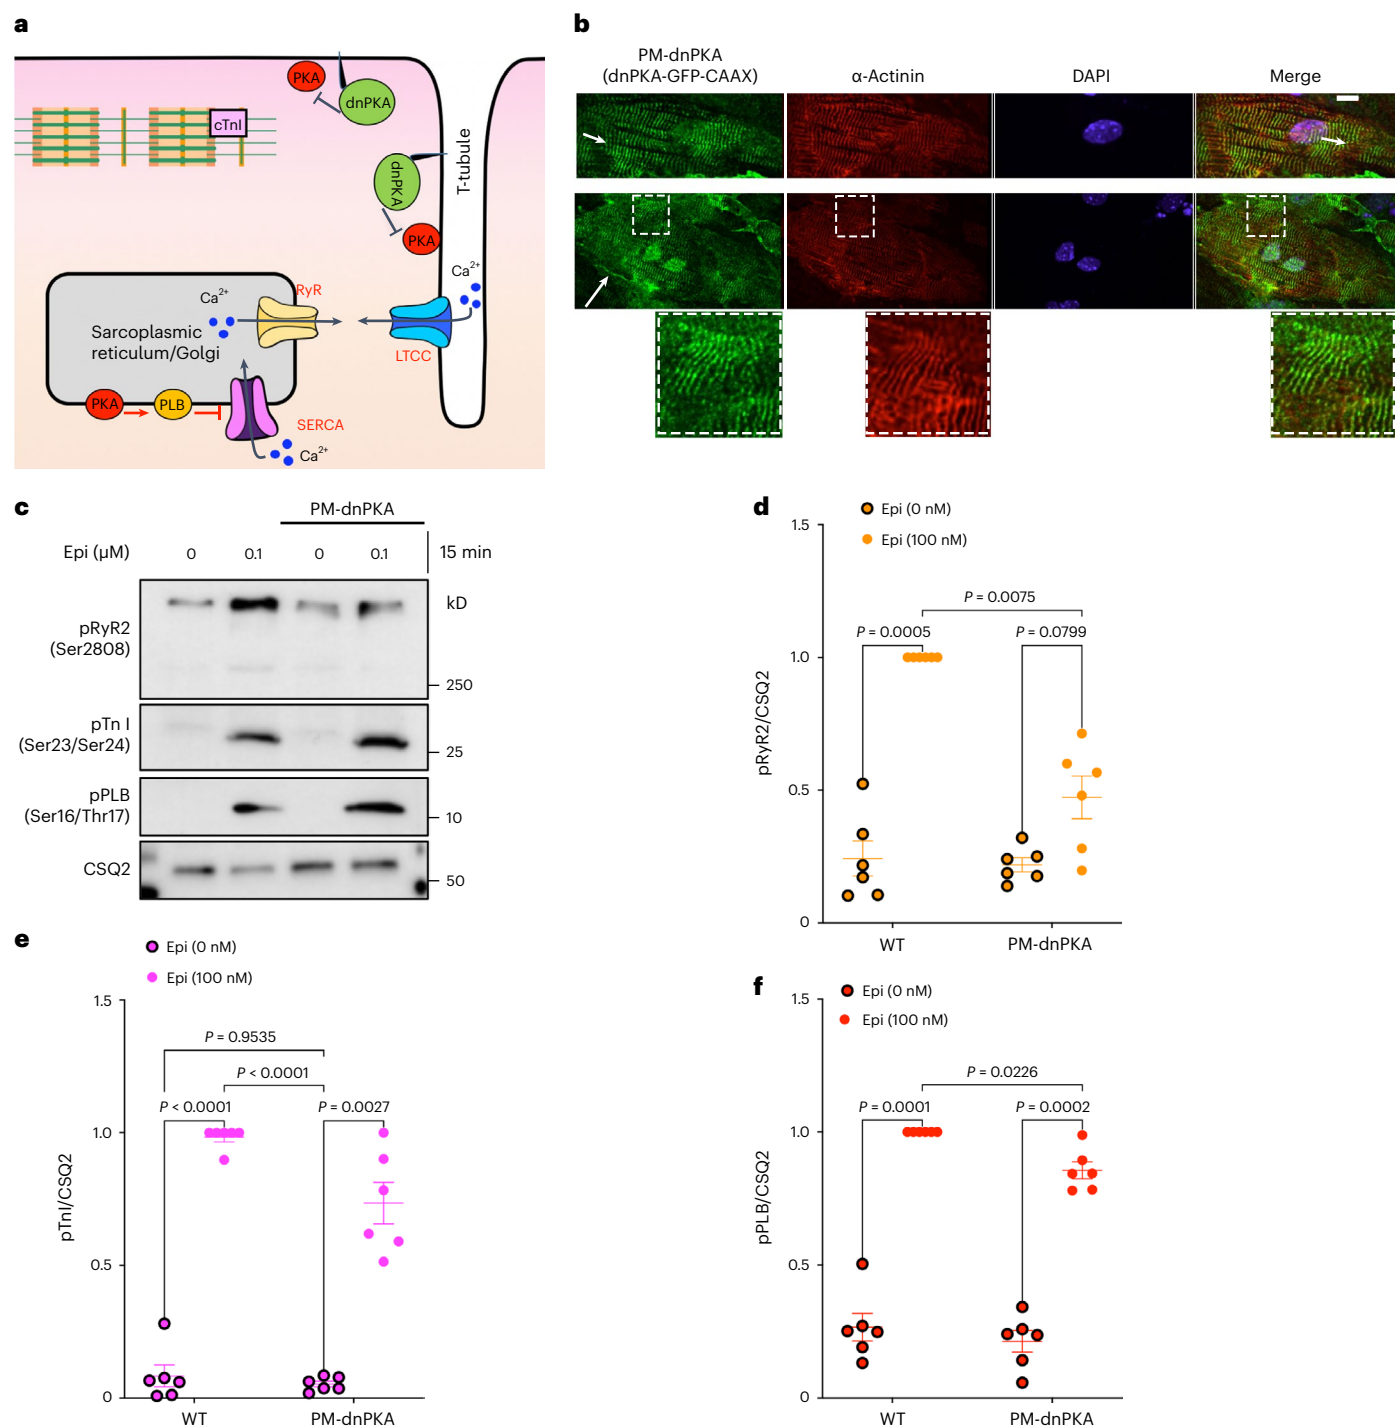 a
PKA
dnPKA
cTnI
dnPKA
T-tubule
PKA
Ca2+
RyR
Ca2+
Sarcoplasmic
reticulum/Golgi
LTCC
PKA
PLB
SERCA
Ca2+
b
PM-dnPKA
(dnPKA-GFP-CAAX)
α-Actinin
DAPI
Merge
c
PM-dnPKA
Epi (μM)
0
0.1
0
0.1
15 min
kD
pRyR2
(Ser2808)
250
pTn I
(Ser23/Ser24)
25
pPLB
(Ser16/Thr17)
10
CSQ2
50
d
Epi (0 nM)
Epi (100 nM)
1.5
P = 0.0075
P = 0.0005
P = 0.0799
1.0
pRyR2/CSQ2
0.5
0
WT
PM-dnPKA
e
Epi (0 nM)
Epi (100 nM)
1.5
P = 0.9535
P < 0.0001
P < 0.0001
P = 0.0027
1.0
pTnI/CSQ2
0.5
0
WT
PM-dnPKA
f
Epi (0 nM)
Epi (100 nM)
1.5
P = 0.0226
P = 0.0001
P = 0.0002
1.0
pPLB/CSQ2
0.5
0
WT
PM-dnPKA